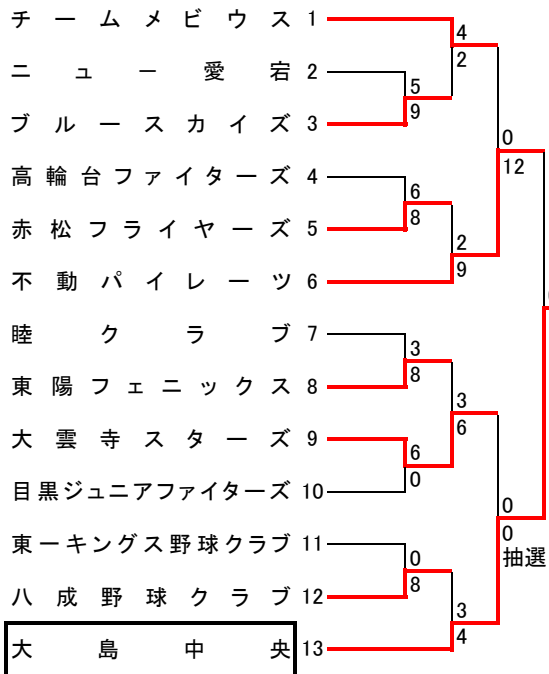 チームメビウス 1
4
2
ニュー愛宕 2
5
9
ブルースカイズ 3
0
12
高輪台ファイターズ 4
6
8
赤松フライヤーズ 5
2
9
不動パイレーツ 6
睦クラブ 7
3
8
東陽フェニックス 8
3
6
大雲寺スターズ 9
6
0
目黒ジュニアファイターズ 10
0
0
抽選
東一キングス野球クラブ 11
0
8
八成野球クラブ 12
3
4
大島中央 13